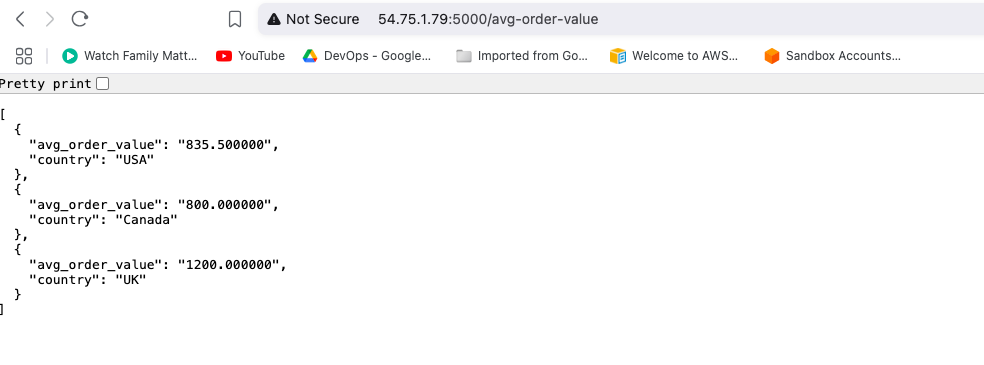 Not Secure 54.75.1.79:5000/avg-order-value
Watch Family Matt... YouTube DevOps - Google... Imported from Go... Welcome to AWS... Sandbox Accounts...
Pretty print
[
  {
    "avg_order_value": "835.500000",
    "country": "USA"
  },
  {
    "avg_order_value": "800.000000",
    "country": "Canada"
  },
  {
    "avg_order_value": "1200.000000",
    "country": "UK"
  }
]